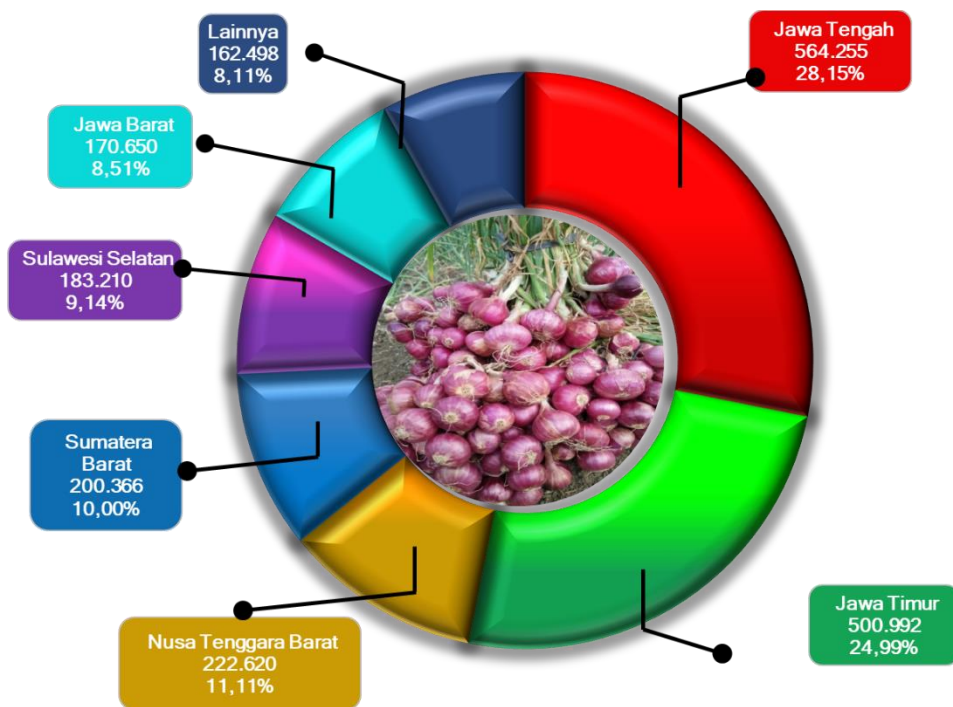 Lainnya
162.498
8,11%
Jawa Tengah
564.255
28,15%
Jawa Barat
170.650
8,51%
Sulawesi Selatan
183.210
9,14%
Sumatera
Barat
200.366
10,00%
Nusa Tenggara Barat
222.620
11,11%
Jawa Timur
500.992
24,99%